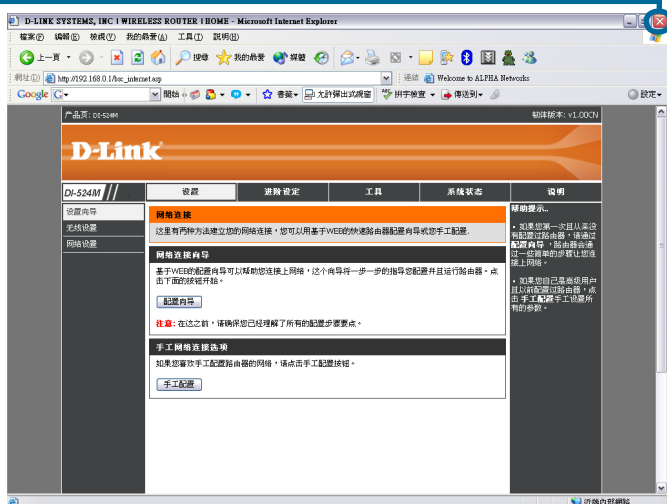 D-LINK SYSTEMS, INC | WIRELESS ROUTER | HOME - Microsoft Internet Explorer
檔案(F) 編輯(E) 檢視(V) 我的最愛(A) 工具(T) 說明(H)
上一頁 搜尋 我的最愛 媒體
網址(D) http://192.168.0.1/bsc_internet.asp 連結 Welcome to ALPHA Networks
Google 開始 書籤 允許彈出式視窗 拼字檢查 傳送到 設定
产品页: DI-524M 韧体版本: v1.00CN
D-Link
DI-524M 设置 进阶设定 工具 系统状态 说明
设置向导
无线设置
网络设置
网络连接
这里有两种方法建立您的网络连接，您可以用基于WEB的快速路由器配置向导或您手工配置.
网络连接向导
基于WEB的配置向导可以帮助您连接上网络，这个向导将一步一步的指导您配置并且运行路由器。点
击下面的按钮开始。
配置向导
注意: 在这之前，请确保您已经理解了所有的配置步骤要点。
手工网络连接选项
如果您喜欢手工配置路由器的网络，请点击手工配置按钮。
手工配置
帮助提示..
• 如果您第一次且从来没
有配置过路由器，请通过
配置向导，路由器会通
过一些简单的步骤让您连
接上网络。
• 如果您自己是高级用户
且以前配置过路由器，点
击 手工配置手工设置所
有的参数。
近端內部網路